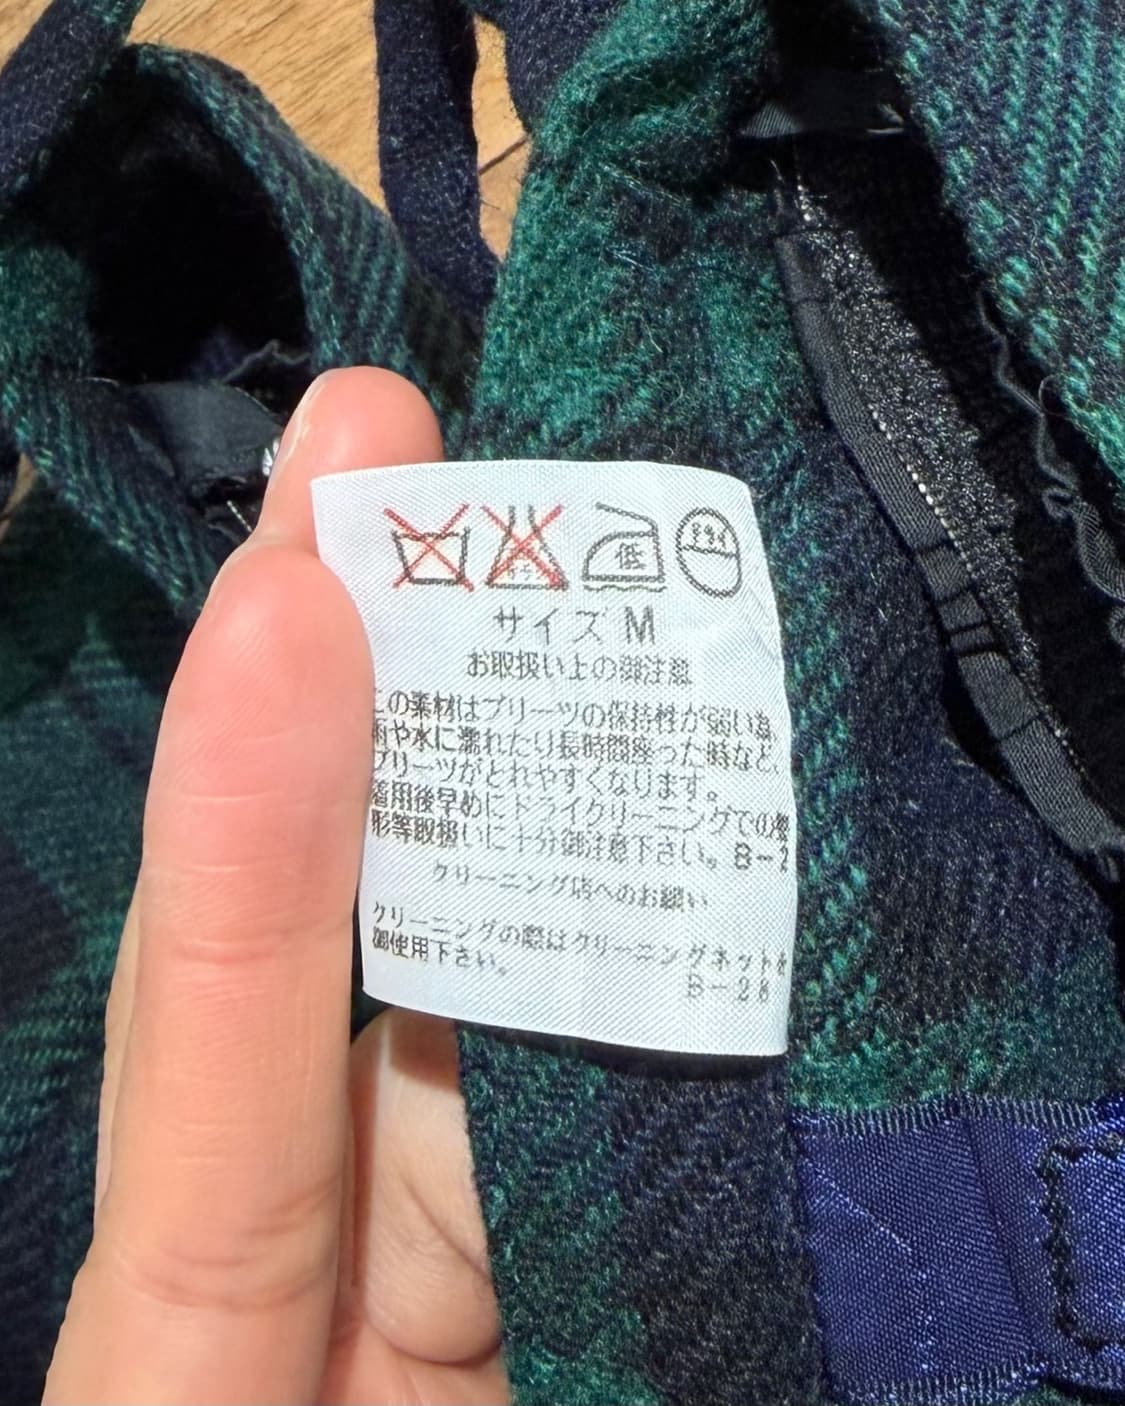 低 ドライ
サイズ M
お取扱い上の御注意
この素材はプリーツの保持性が弱い為
雨や水に濡れたり長時間座った時など、
プリーツがとれやすくなります。
着用後早めにドライクリーニングでの整
形等取扱いに十分御注意下さい。B-2
クリーニング店へのお願い
クリーニングの際はクリーニングネットを
御使用下さい。
B-28